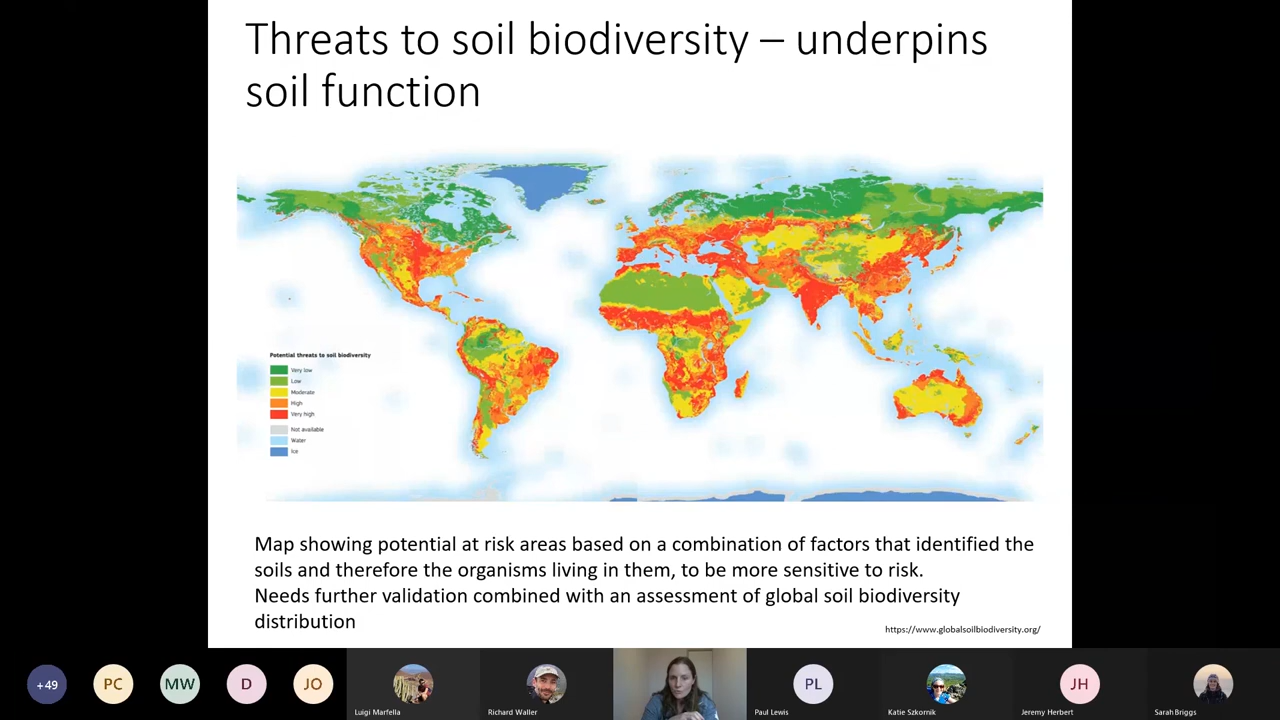 Threats to soil biodiversity – underpins
soil function
Potential threats to soil biodiversity
Very low
Low
Moderate
High
Very high
Not available
Water
Ice
Map showing potential at risk areas based on a combination of factors that identified the
soils and therefore the organisms living in them, to be more sensitive to risk.
Needs further validation combined with an assessment of global soil biodiversity
distribution
https://www.globalsoilbiodiversity.org/
+49
PC
MW
D
JO
Luigi Marfella
Richard Waller
PL
Paul Lewis
Katie Szkornik
JH
Jeremy Herbert
Sarah Briggs